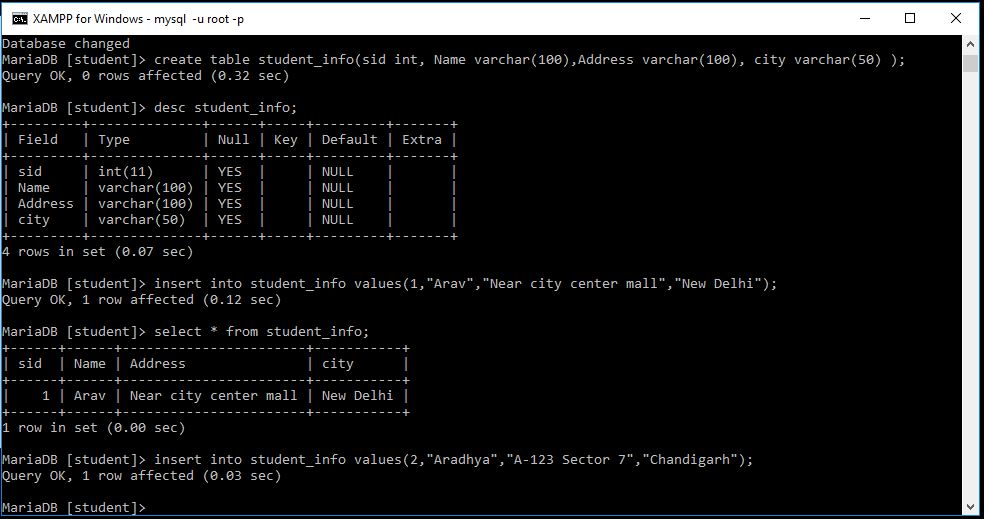 XAMPP for Windows - mysql -u root -p
Database changed
MariaDB [student]> create table student_info(sid int, Name varchar(100),Address varchar(100), city varchar(50) );
Query OK, 0 rows affected (0.32 sec)

MariaDB [student]> desc student_info;
+---------+--------------+------+-----+---------+-------+
| Field   | Type         | Null | Key | Default | Extra |
+---------+--------------+------+-----+---------+-------+
| sid     | int(11)      | YES  |     | NULL    |       |
| Name    | varchar(100) | YES  |     | NULL    |       |
| Address | varchar(100) | YES  |     | NULL    |       |
| city    | varchar(50)  | YES  |     | NULL    |       |
+---------+--------------+------+-----+---------+-------+
4 rows in set (0.07 sec)

MariaDB [student]> insert into student_info values(1,"Arav","Near city center mall","New Delhi");
Query OK, 1 row affected (0.12 sec)

MariaDB [student]> select * from student_info;
+------+------+-----------------------+-----------+
| sid  | Name | Address               | city      |
+------+------+-----------------------+-----------+
|    1 | Arav | Near city center mall | New Delhi |
+------+------+-----------------------+-----------+
1 row in set (0.00 sec)

MariaDB [student]> insert into student_info values(2,"Aradhya","A-123 Sector 7","Chandigarh");
Query OK, 1 row affected (0.03 sec)

MariaDB [student]>